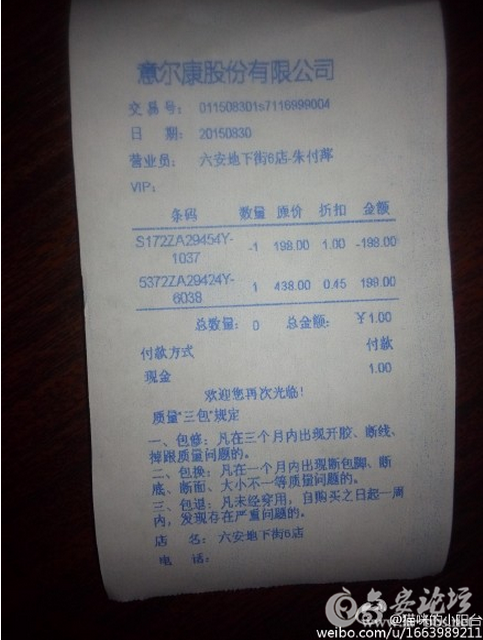 意尔康股份有限公司
交易号: 011508301s7116999004
日 期: 20150830
营业员: 六安地下街6店-朱付萍
VIP:
条码 数量 原价 折扣 金额
S172ZA29454Y-
1037 -1 198.00 1.00 -198.00
5372ZA29424Y-
6038 1 438.00 0.45 199.00
总数量: 0 总金额: ¥1.00
付款方式 付款
现金 1.00
欢迎您再次光临!
质量“三包”规定
一、包修: 凡在三个月内出现开胶、断线、
掉跟质量问题的。
二、包换: 凡在一个月内出现断包脚、断
底、断面、大小不一等质量问题的。
三、包退: 凡未经穿用, 自购买之日起一周
内, 发现存在严重问题的。
店 名: 六安地下街6店
电 话:
六安论坛
@猫咪的小阳台
weibo.com/u/1663989211